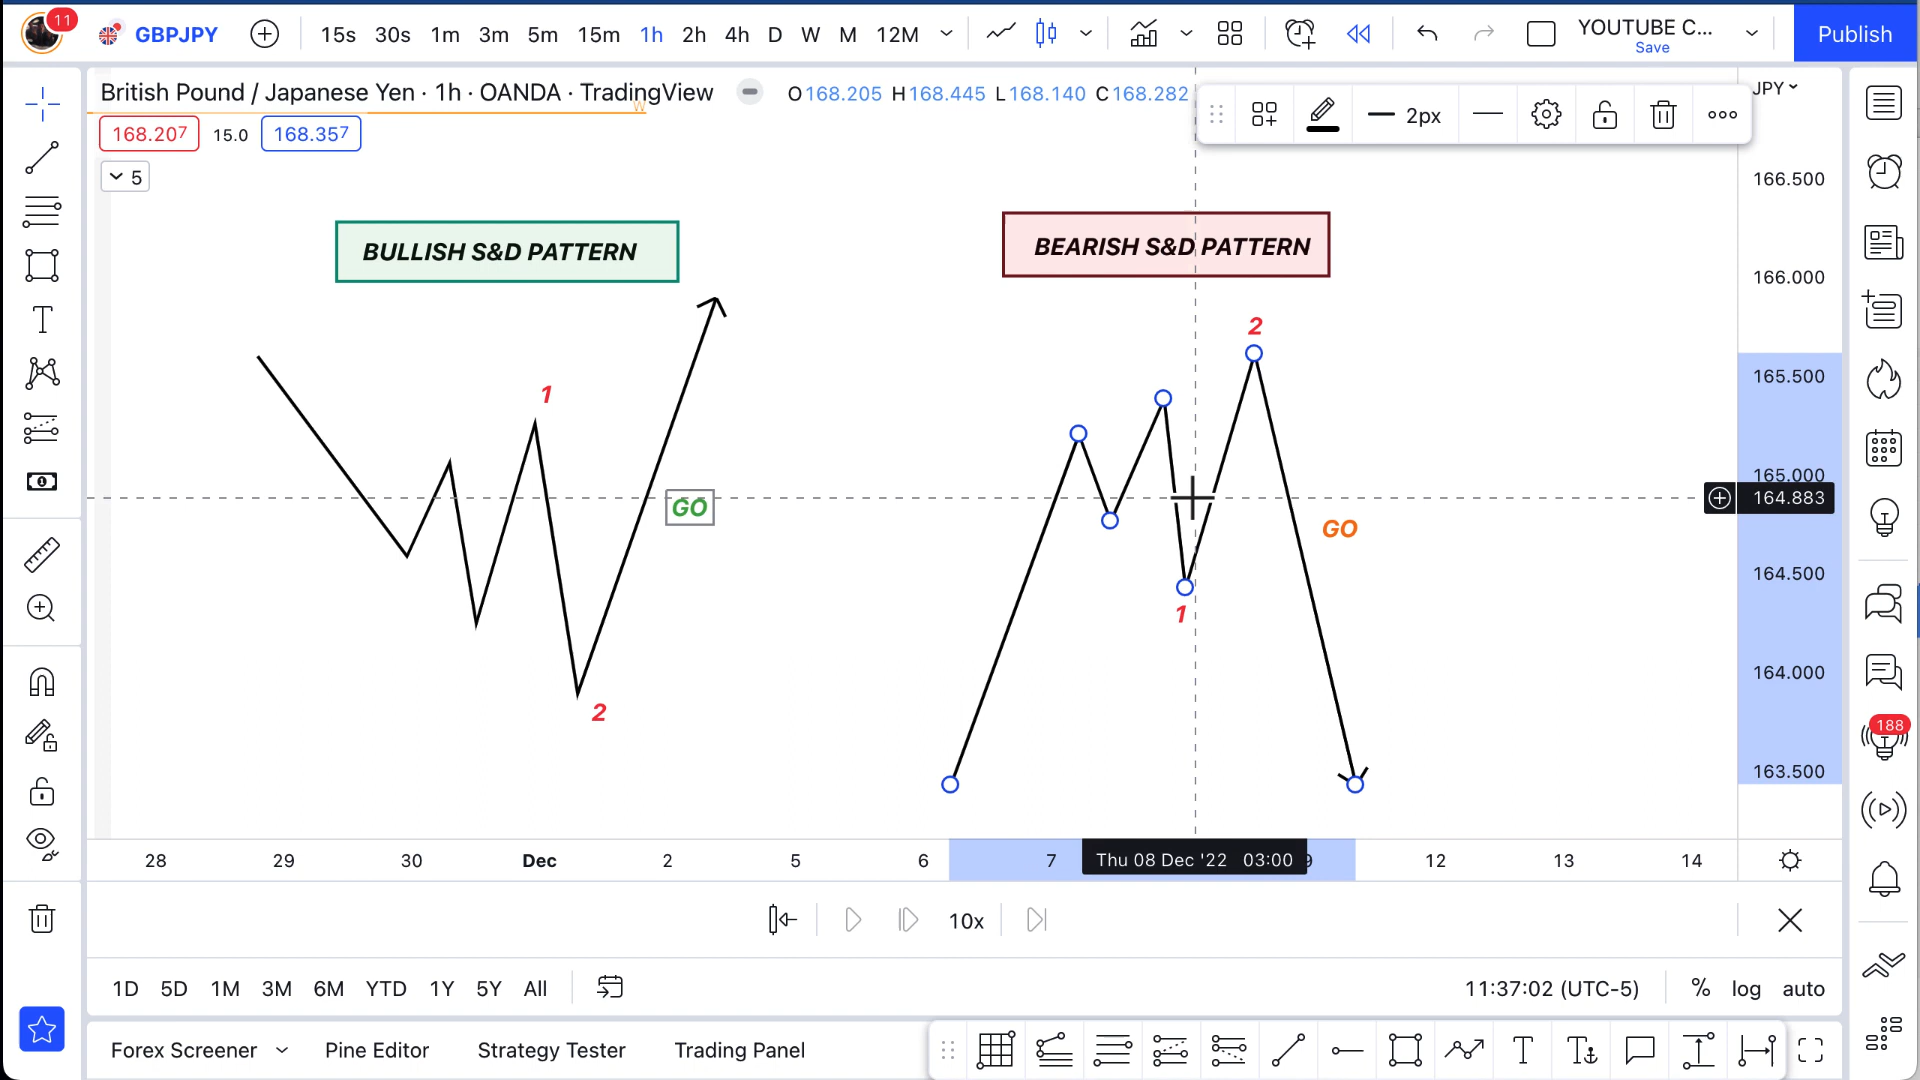 11
GBPJPY 15s 30s 1m 3m 5m 15m 1h 2h 4h D W M 12M YOUTUBE C... Save Publish
British Pound / Japanese Yen · 1h · OANDA · TradingView O168.205 H168.445 L168.140 C168.282 JPY
W
2px
168.207 15.0 168.357
5
166.500
BULLISH S&D PATTERN
BEARISH S&D PATTERN
166.000
2
165.500
1
165.000
164.883
GO
GO
164.500
1
164.000
2
188
163.500
28 29 30 Dec 2 5 6 7 Thu 08 Dec '22 03:00 9 12 13 14
10x
1D 5D 1M 3M 6M YTD 1Y 5Y All 11:37:02 (UTC-5) % log auto
Forex Screener Pine Editor Strategy Tester Trading Panel